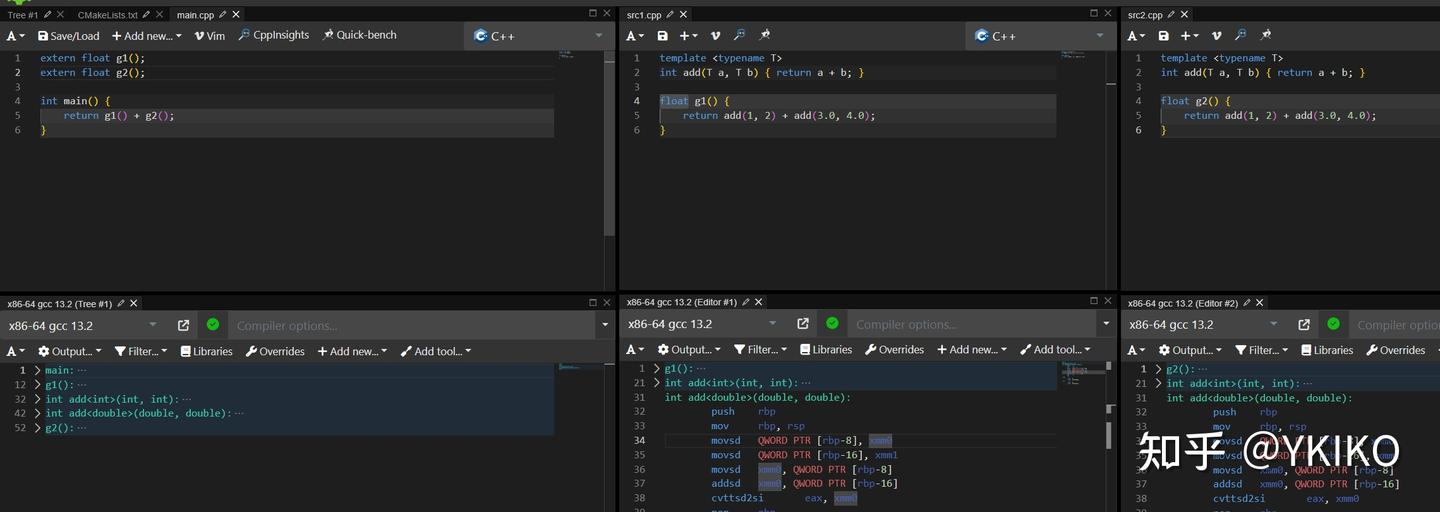 Tree #1
CMakeLists.txt
main.cpp
A
Save/Load
Add new...
Vim
CppInsights
Quick-bench
C++
1 extern float g1();
2 extern float g2();
3
4 int main() {
5 return g1() + g2();
6 }
src1.cpp
A
C++
1 template <typename T>
2 int add(T a, T b) { return a + b; }
3
4 float g1() {
5 return add(1, 2) + add(3.0, 4.0);
6 }
src2.cpp
A
1 template <typename T>
2 int add(T a, T b) { return a + b; }
3
4 float g2() {
5 return add(1, 2) + add(3.0, 4.0);
6 }
x86-64 gcc 13.2 (Tree #1)
x86-64 gcc 13.2
Compiler options...
A
Output...
Filter...
Libraries
Overrides
Add new...
Add tool...
1 main: ...
12 g1(): ...
32 int add<int>(int, int): ...
42 int add<double>(double, double): ...
52 g2(): ...
x86-64 gcc 13.2 (Editor #1)
x86-64 gcc 13.2
Compiler options...
A
Output...
Filter...
Libraries
Overrides
Add new...
Add tool...
1 g1(): ...
21 int add<int>(int, int): ...
31 int add<double>(double, double):
32 push rbp
33 mov rbp, rsp
34 movsd QWORD PTR [rbp-8], xmm0
35 movsd QWORD PTR [rbp-16], xmm1
36 movsd xmm0, QWORD PTR [rbp-8]
37 addsd xmm0, QWORD PTR [rbp-16]
38 cvttsd2si eax, xmm0
x86-64 gcc 13.2 (Editor #2)
x86-64 gcc 13.2
Compiler optio
A
Output...
Filter...
Libraries
Overrides
1 g2(): ...
21 int add<int>(int, int): ...
31 int add<double>(double, double):
32 push rbp
33 mov rbp, rsp
36 movsd xmm0, QWORD PTR [rbp-8]
37 addsd xmm0, QWORD PTR [rbp-16]
38 cvttsd2si eax, xmm0
知乎 @YKIKO